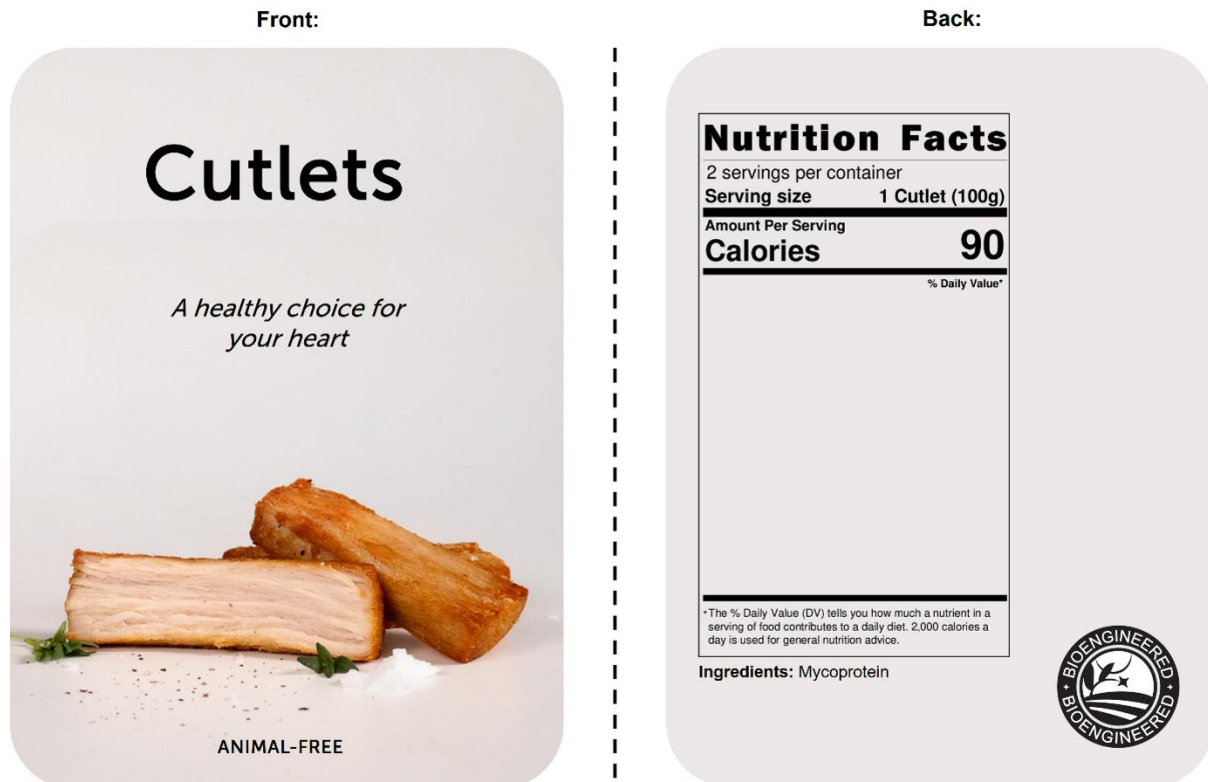 Front:
Cutlets
A healthy choice for
your heart
ANIMAL-FREE
Back:
Nutrition Facts
2 servings per container
Serving size 1 Cutlet (100g)
Amount Per Serving
Calories 90
% Daily Value*
*The % Daily Value (DV) tells you how much a nutrient in a
serving of food contributes to a daily diet. 2,000 calories a
day is used for general nutrition advice.
Ingredients: Mycoprotein
BIOENGINEERED
BIOENGINEERED